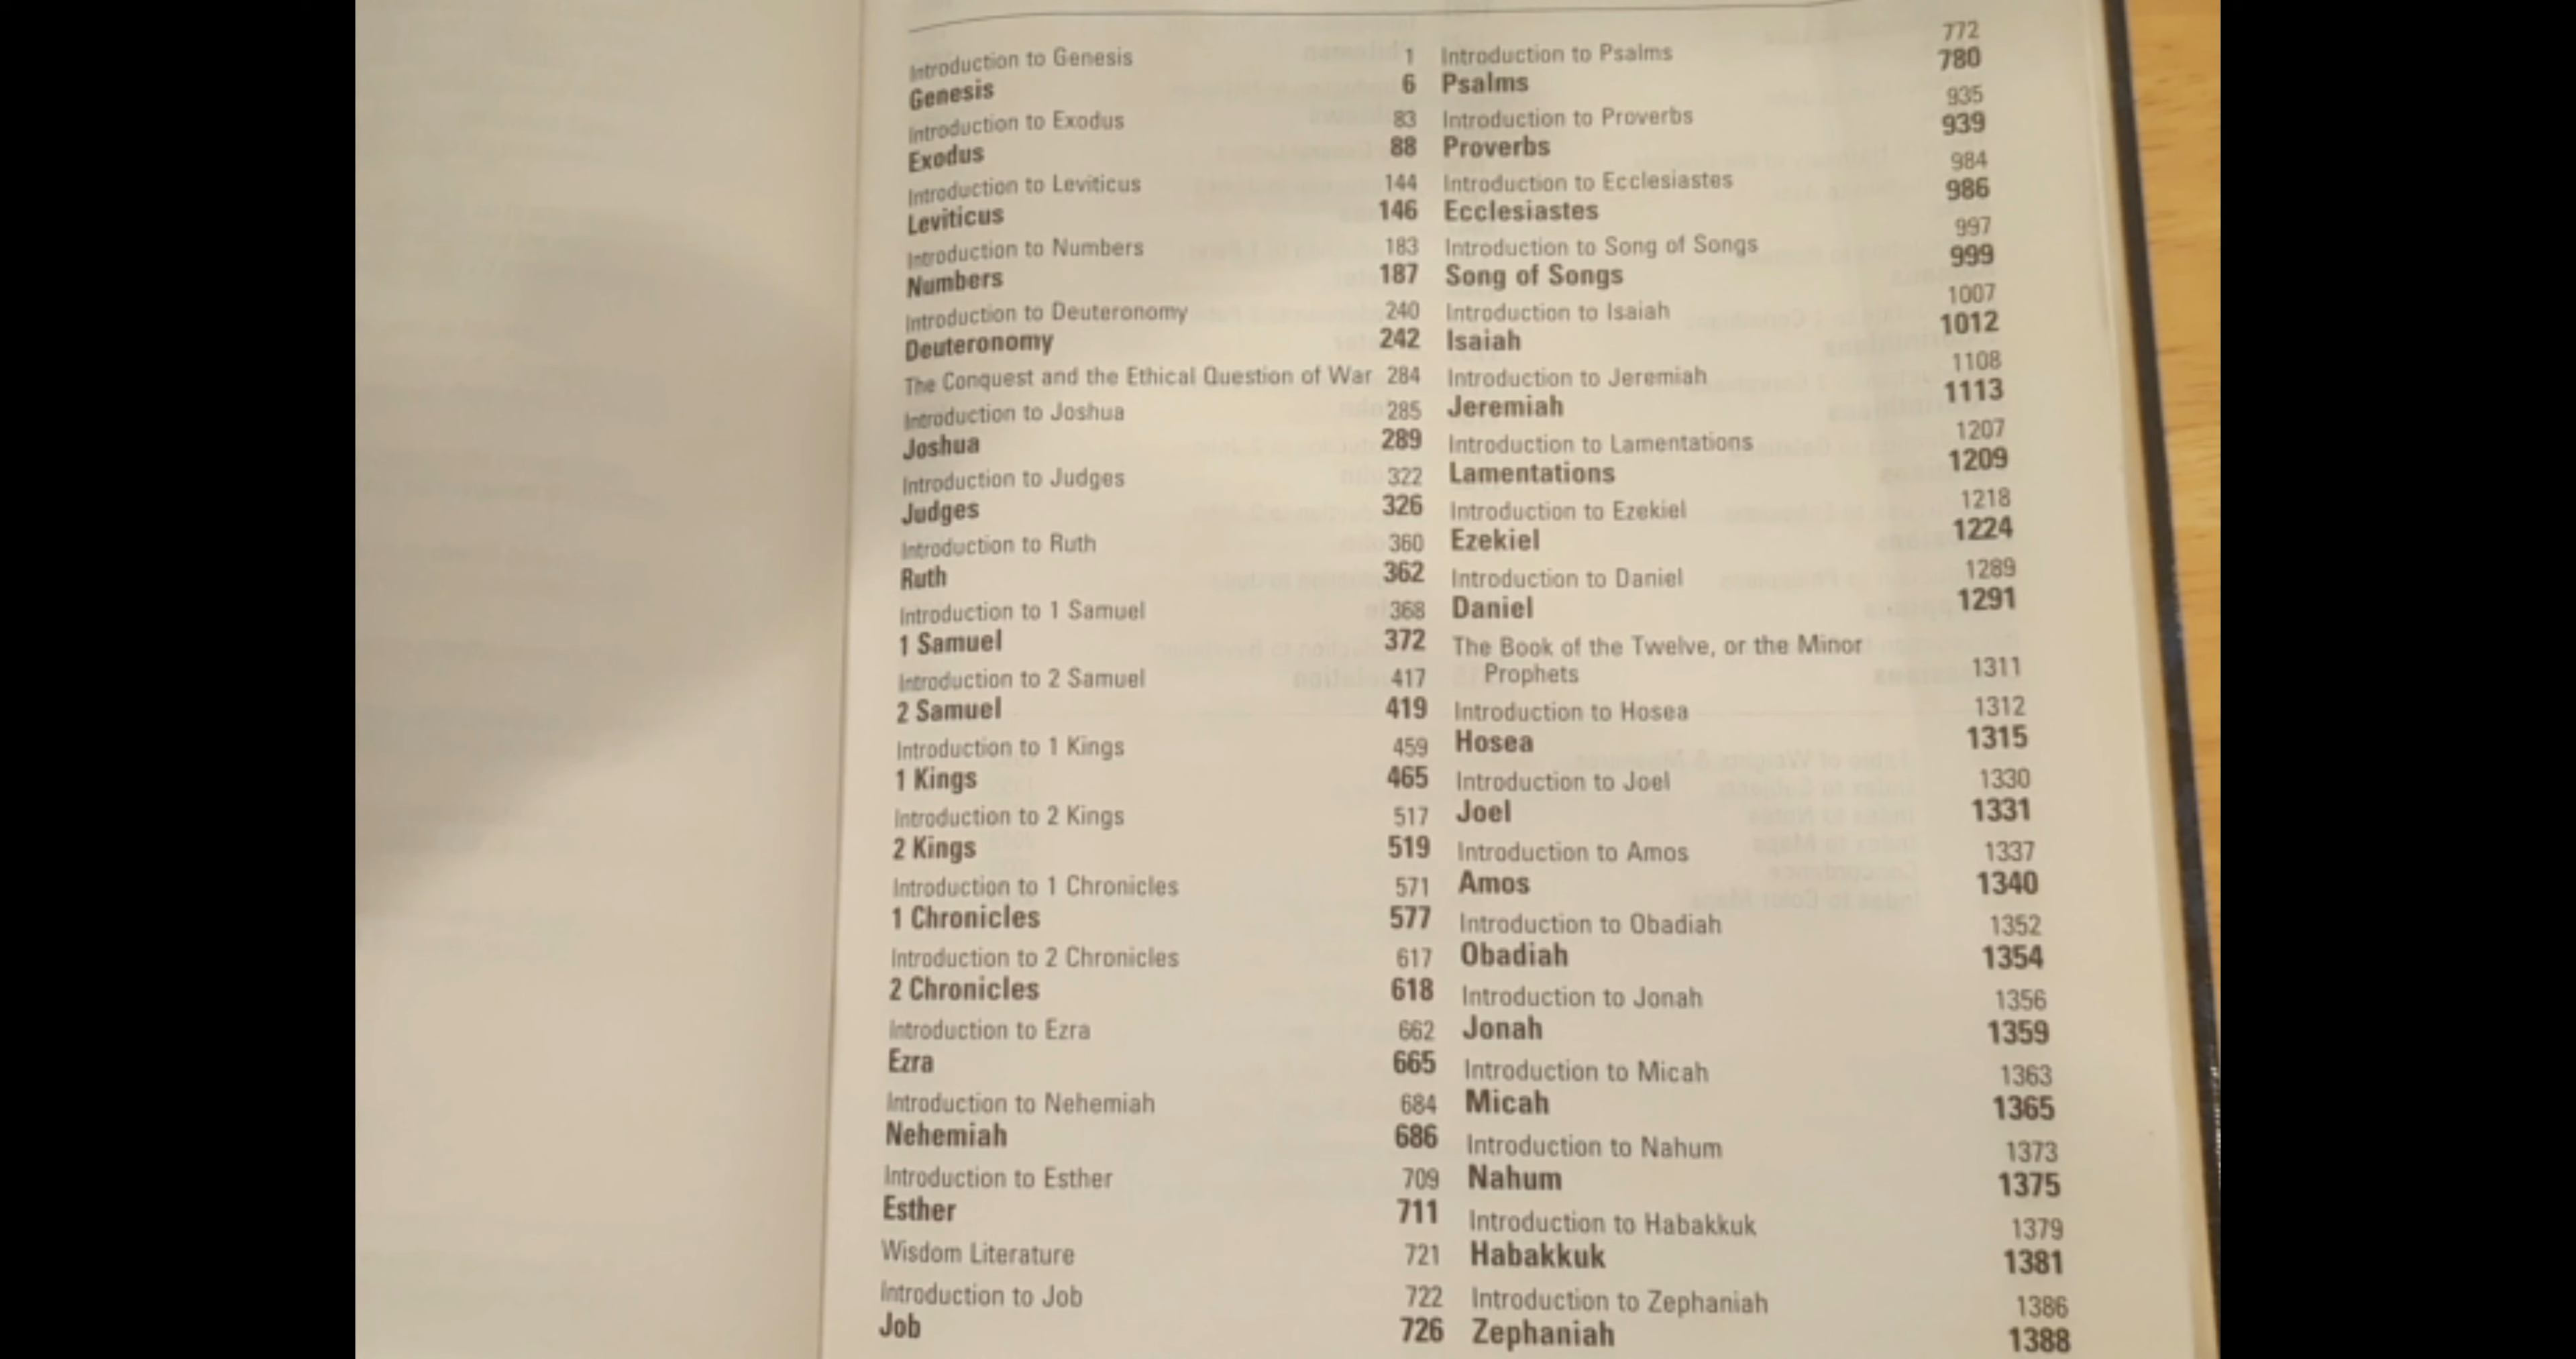 Introduction to Genesis 1
Genesis 6
Introduction to Exodus 83
Exodus 88
Introduction to Leviticus 144
Leviticus 146
Introduction to Numbers 183
Numbers 187
Introduction to Deuteronomy 240
Deuteronomy 242
The Conquest and the Ethical Question of War 284
Introduction to Joshua 285
Joshua 289
Introduction to Judges 322
Judges 326
Introduction to Ruth 360
Ruth 362
Introduction to 1 Samuel 368
1 Samuel 372
Introduction to 2 Samuel 417
2 Samuel 419
Introduction to 1 Kings 459
1 Kings 465
Introduction to 2 Kings 517
2 Kings 519
Introduction to 1 Chronicles 571
1 Chronicles 577
Introduction to 2 Chronicles 617
2 Chronicles 618
Introduction to Ezra 662
Ezra 665
Introduction to Nehemiah 684
Nehemiah 686
Introduction to Esther 709
Esther 711
Wisdom Literature 721
Introduction to Job 722
Job 726
Introduction to Psalms 772
Psalms 780
Introduction to Proverbs 935
Proverbs 939
Introduction to Ecclesiastes 984
Ecclesiastes 986
Introduction to Song of Songs 997
Song of Songs 999
Introduction to Isaiah 1007
Isaiah 1012
Introduction to Jeremiah 1108
Jeremiah 1113
Introduction to Lamentations 1207
Lamentations 1209
Introduction to Ezekiel 1218
Ezekiel 1224
Introduction to Daniel 1289
Daniel 1291
The Book of the Twelve, or the Minor
Prophets 1311
Introduction to Hosea 1312
Hosea 1315
Introduction to Joel 1330
Joel 1331
Introduction to Amos 1337
Amos 1340
Introduction to Obadiah 1352
Obadiah 1354
Introduction to Jonah 1356
Jonah 1359
Introduction to Micah 1363
Micah 1365
Introduction to Nahum 1373
Nahum 1375
Introduction to Habakkuk 1379
Habakkuk 1381
Introduction to Zephaniah 1386
Zephaniah 1388